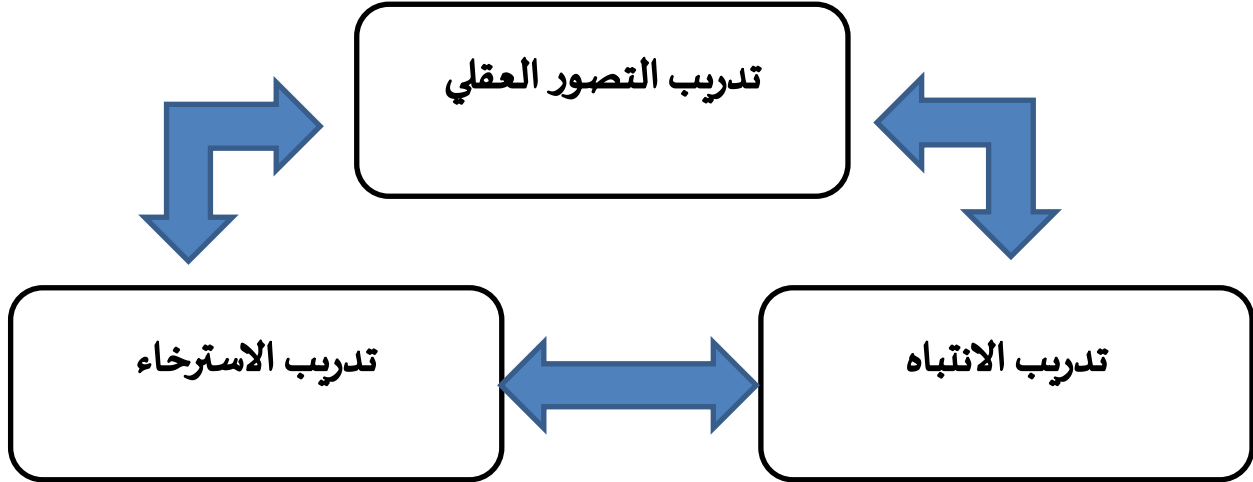 تدريب التصور العقلي
تدريب الانتباه
تدريب الاسترخاء